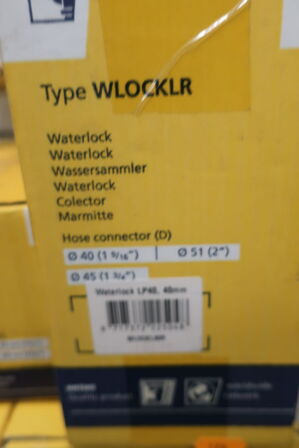 Type WLOCKLR
Waterlock
Waterlock
Wassersammler
Waterlock
Colector
Marmitte
Hose connector (D)
Ø 40 (1 9/16") Ø 51 (2")
Ø 45 (1 3/4")
Waterlock LP40, 40mm